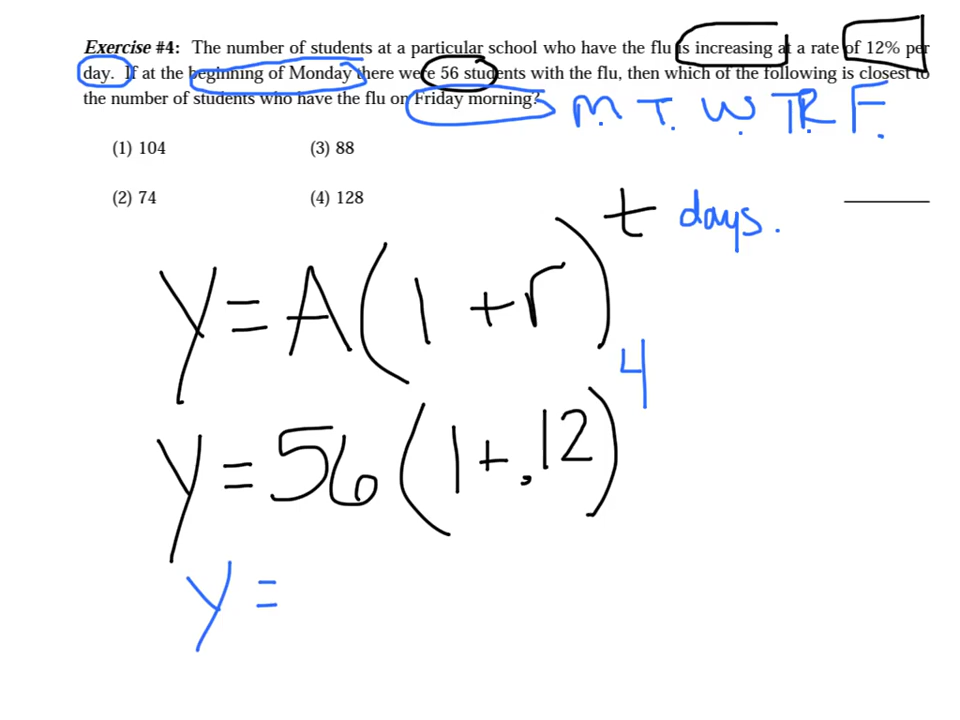 Exercise #4: The number of students at a particular school who have the flu is increasing at a rate of 12% per
day. If at the beginning of Monday there were 56 students with the flu, then which of the following is closest to
the number of students who have the flu on Friday morning? M. T. W. TR. F.
(1) 104 (3) 88
(2) 74 (4) 128
y = A(1 + r)^t days.
y = 56(1 + .12)^4
y =